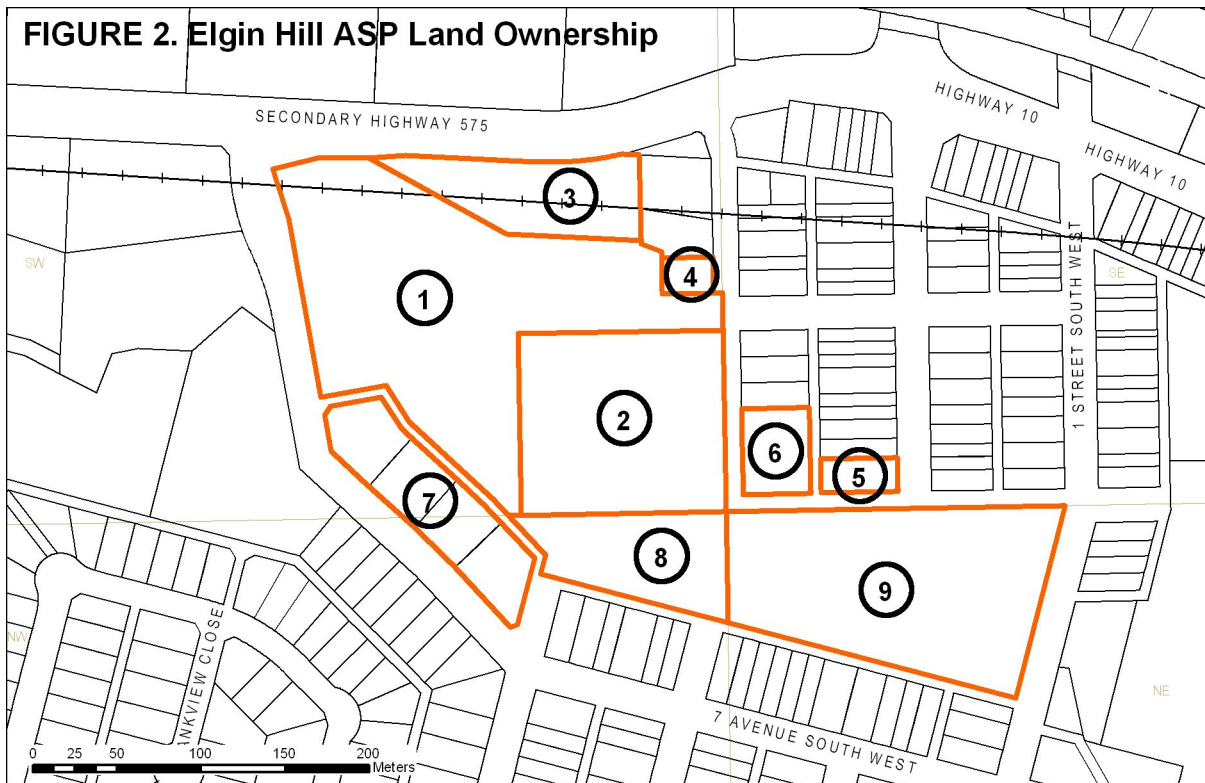 FIGURE 2. Elgin Hill ASP Land Ownership
SECONDARY HIGHWAY 575
HIGHWAY 10
HIGHWAY 10
3
SW
SE
4
1
1 STREET SOUTH WEST
2
6
5
7
8
9
NW
NKVIEW CLOSE
NE
7 AVENUE SOUTH WEST
0 25 50 100 150 200
Meters